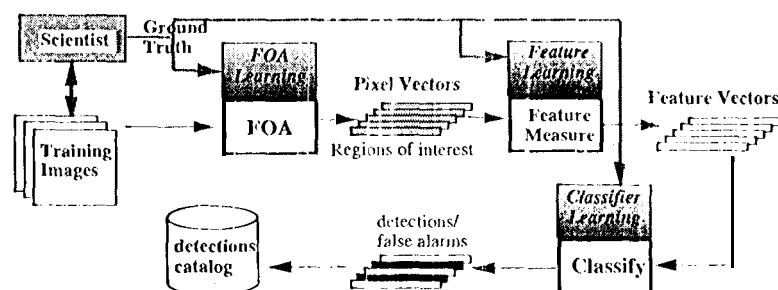 Scientist
Ground
Truth
FOA
Learning
FOA
Pixel Vectors
Regions of interest
Feature
Learning
Feature
Measure
Feature Vectors
Training
Images
Classifier
Learning
Classify
detections/
false alarms
detections
catalog